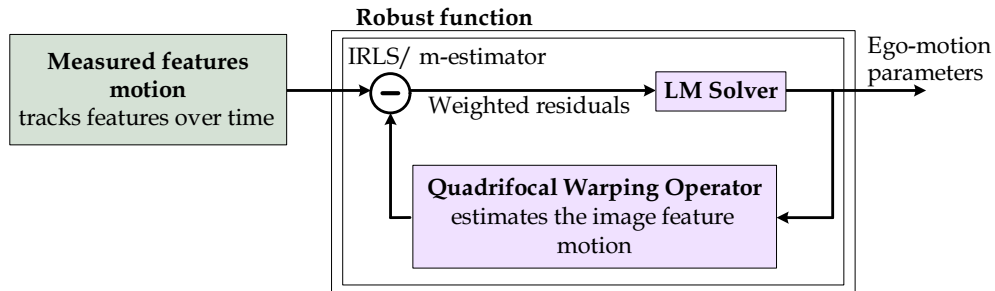 Robust function
Measured features
motion
tracks features over time
IRLS/ m-estimator
Weighted residuals
LM Solver
Ego-motion
parameters
Quadrifocal Warping Operator
estimates the image feature
motion